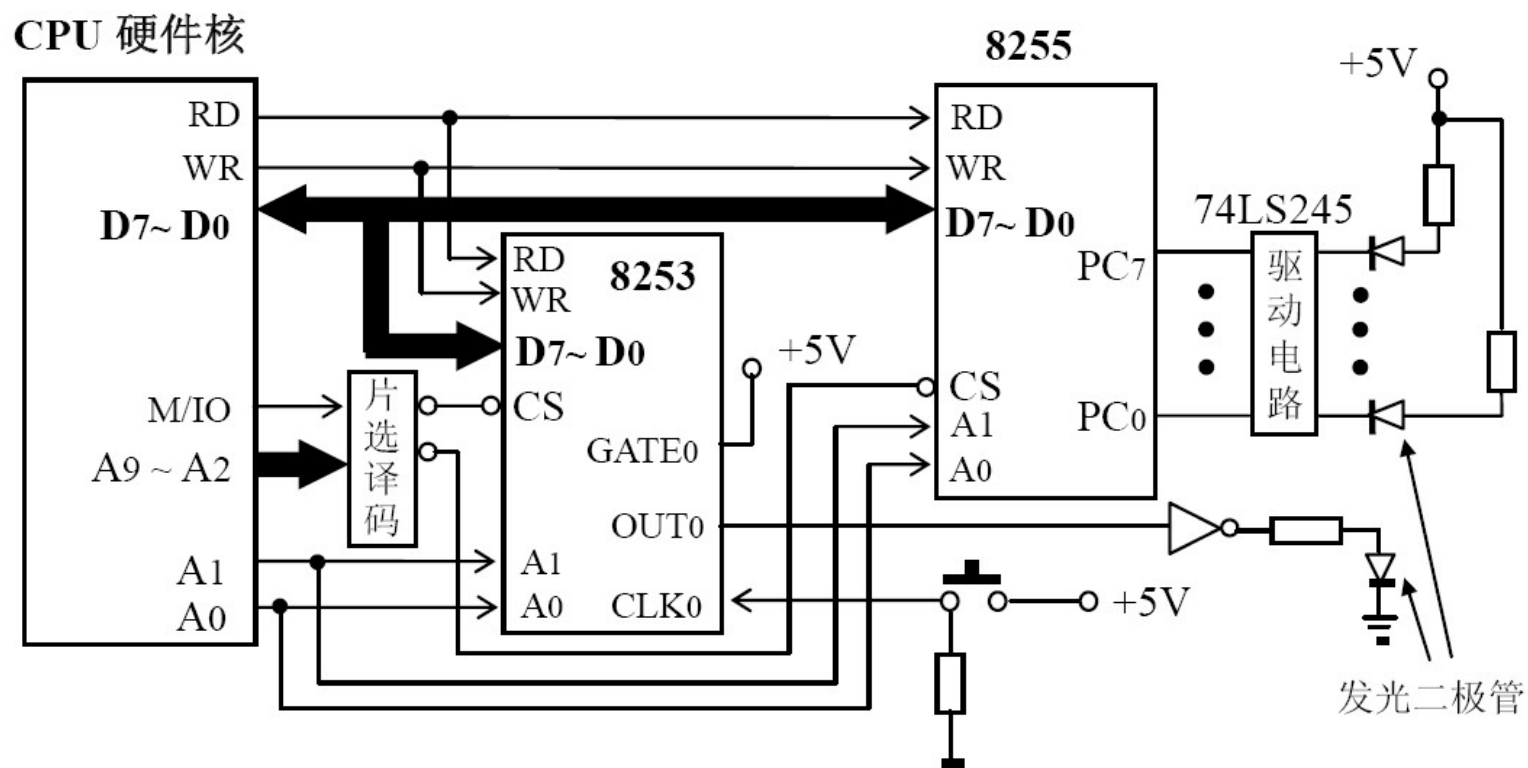 CPU 硬件核
RD
WR
D7~ D0
M/IO
A9 ~ A2
A1
A0
片选译码
8253
RD
WR
D7~ D0
CS
GATE0
OUT0
A1
A0
CLK0
+5V
+5V
8255
RD
WR
D7~ D0
PC7
CS
A1
A0
PC0
74LS245
驱动电路
+5V
发光二极管